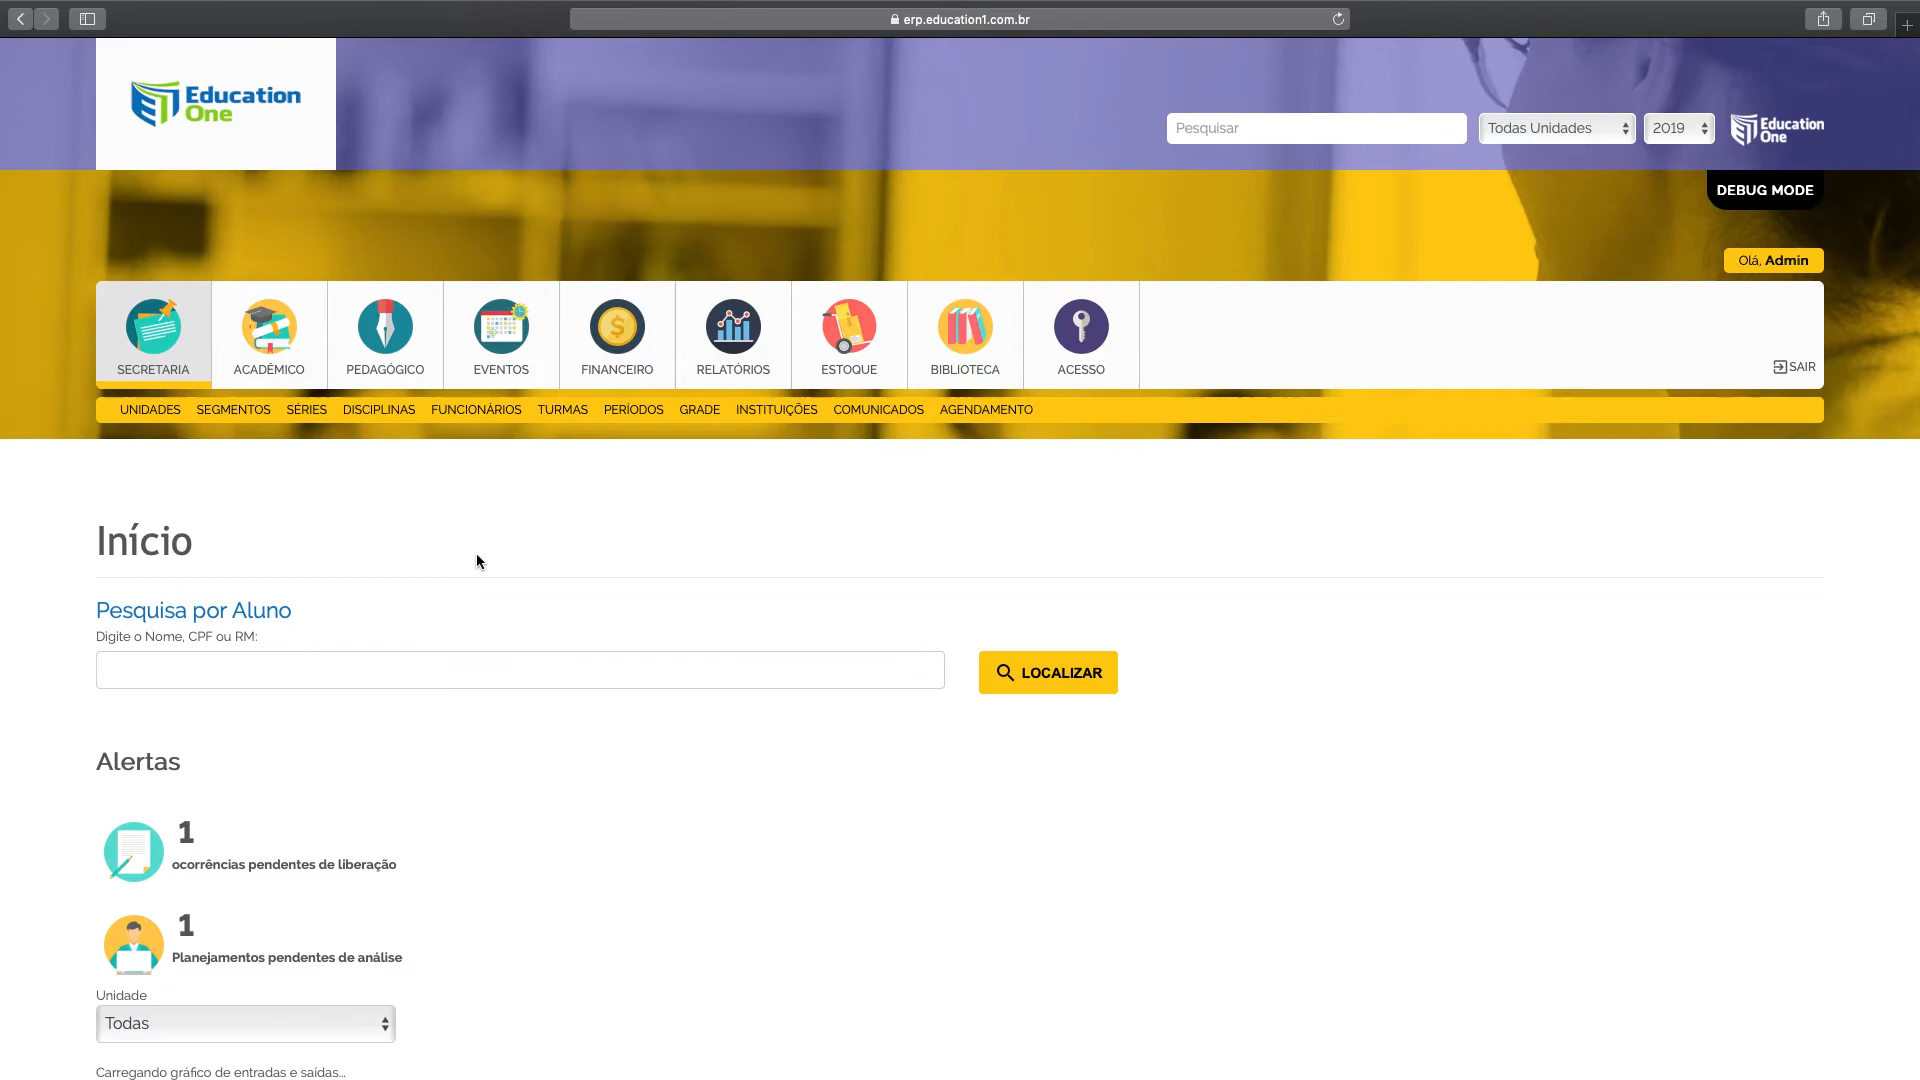 erp.education1.com.br
Education
One
Pesquisar
Todas Unidades
2019
Education
One
DEBUG MODE
Olá, Admin
SECRETARIA
ACADÊMICO
PEDAGÓGICO
EVENTOS
FINANCEIRO
RELATÓRIOS
ESTOQUE
BIBLIOTECA
ACESSO
SAIR
UNIDADES SEGMENTOS SÉRIES DISCIPLINAS FUNCIONÁRIOS TURMAS PERÍODOS GRADE INSTITUIÇÕES COMUNICADOS AGENDAMENTO
Início
Pesquisa por Aluno
Digite o Nome, CPF ou RM:
LOCALIZAR
Alertas
1
ocorrências pendentes de liberação
1
Planejamentos pendentes de análise
Unidade
Todas
Carregando gráfico de entradas e saídas...